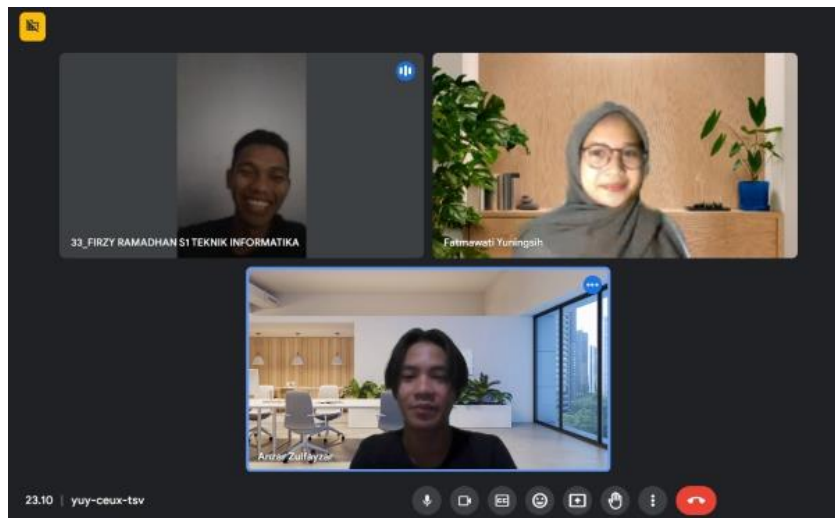 33_FIRZY RAMADHAN S1 TEKNIK INFORMATIKA
Fatmawati Yuningsih
Anzar Zulfayzar
23.10 | yuy-ceux-tsv